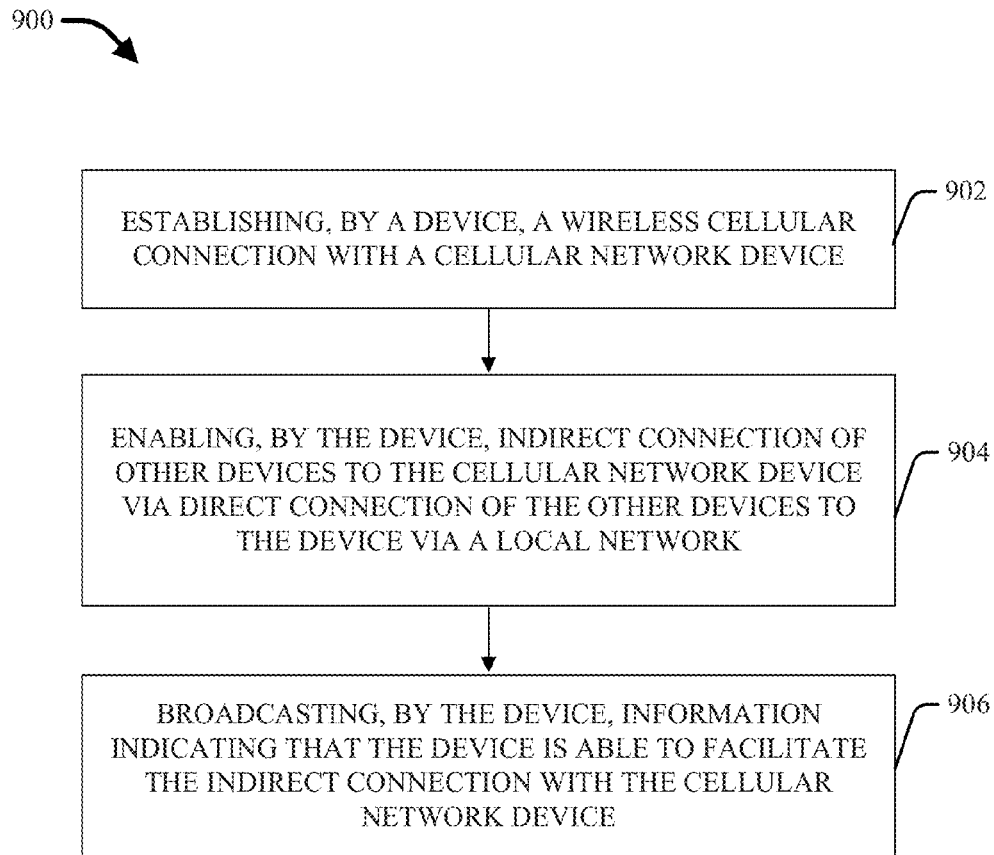 900
ESTABLISHING, BY A DEVICE, A WIRELESS CELLULAR
CONNECTION WITH A CELLULAR NETWORK DEVICE
902
ENABLING, BY THE DEVICE, INDIRECT CONNECTION OF
OTHER DEVICES TO THE CELLULAR NETWORK DEVICE
VIA DIRECT CONNECTION OF THE OTHER DEVICES TO
THE DEVICE VIA A LOCAL NETWORK
904
BROADCASTING, BY THE DEVICE, INFORMATION
INDICATING THAT THE DEVICE IS ABLE TO FACILITATE
THE INDIRECT CONNECTION WITH THE CELLULAR
NETWORK DEVICE
906